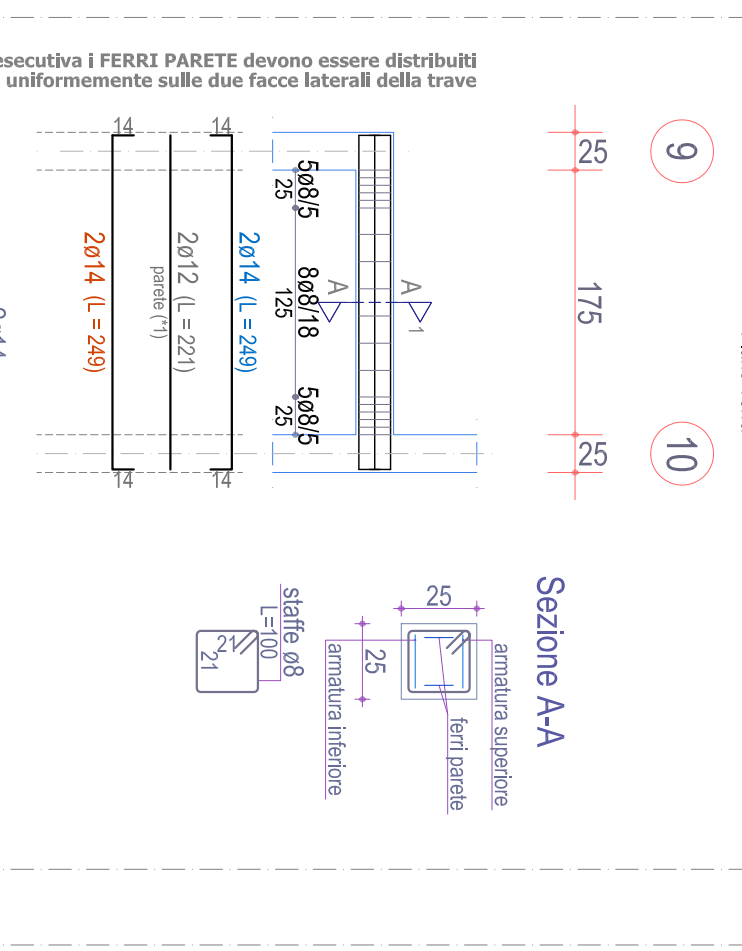 esecutiva i FERRI PARETE devono essere distribuiti
uniformemente sulle due facce laterali della trave
9
10
25
175
25
A
A
1
5ø8/5
8ø8/18
5ø8/5
25
125
25
14
14
2ø14 (L = 249)
2ø12 (L = 221)
parete (*1)
14
14
2ø14 (L = 249)
Sezione A-A
25
25
armatura superiore
ferri parete
armatura inferiore
staffe ø8
L=100
21
21